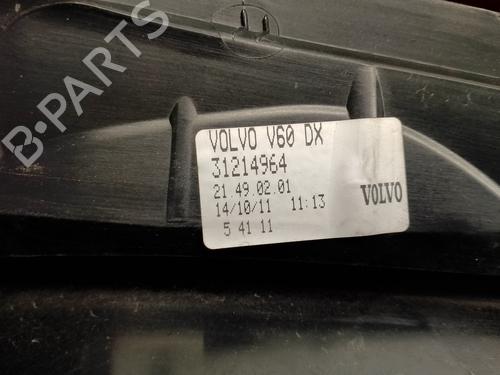 B-PARTS
VOLVO V60 DX
31214964
21 49.02.01
14/10/11 11:13
5 41 11
VOLVO